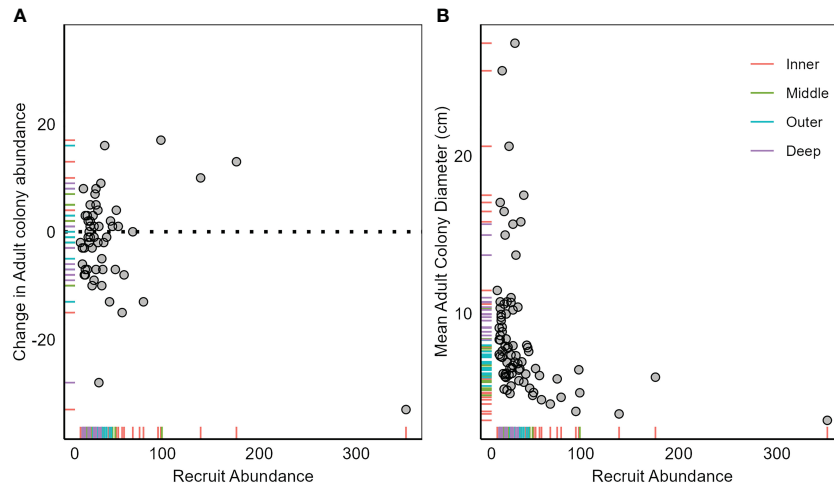 A
Change in Adult colony abundance
20
0
-20
0
100
200
300
Recruit Abundance
B
Mean Adult Colony Diameter (cm)
20
10
0
100
200
300
Recruit Abundance
Inner
Middle
Outer
Deep